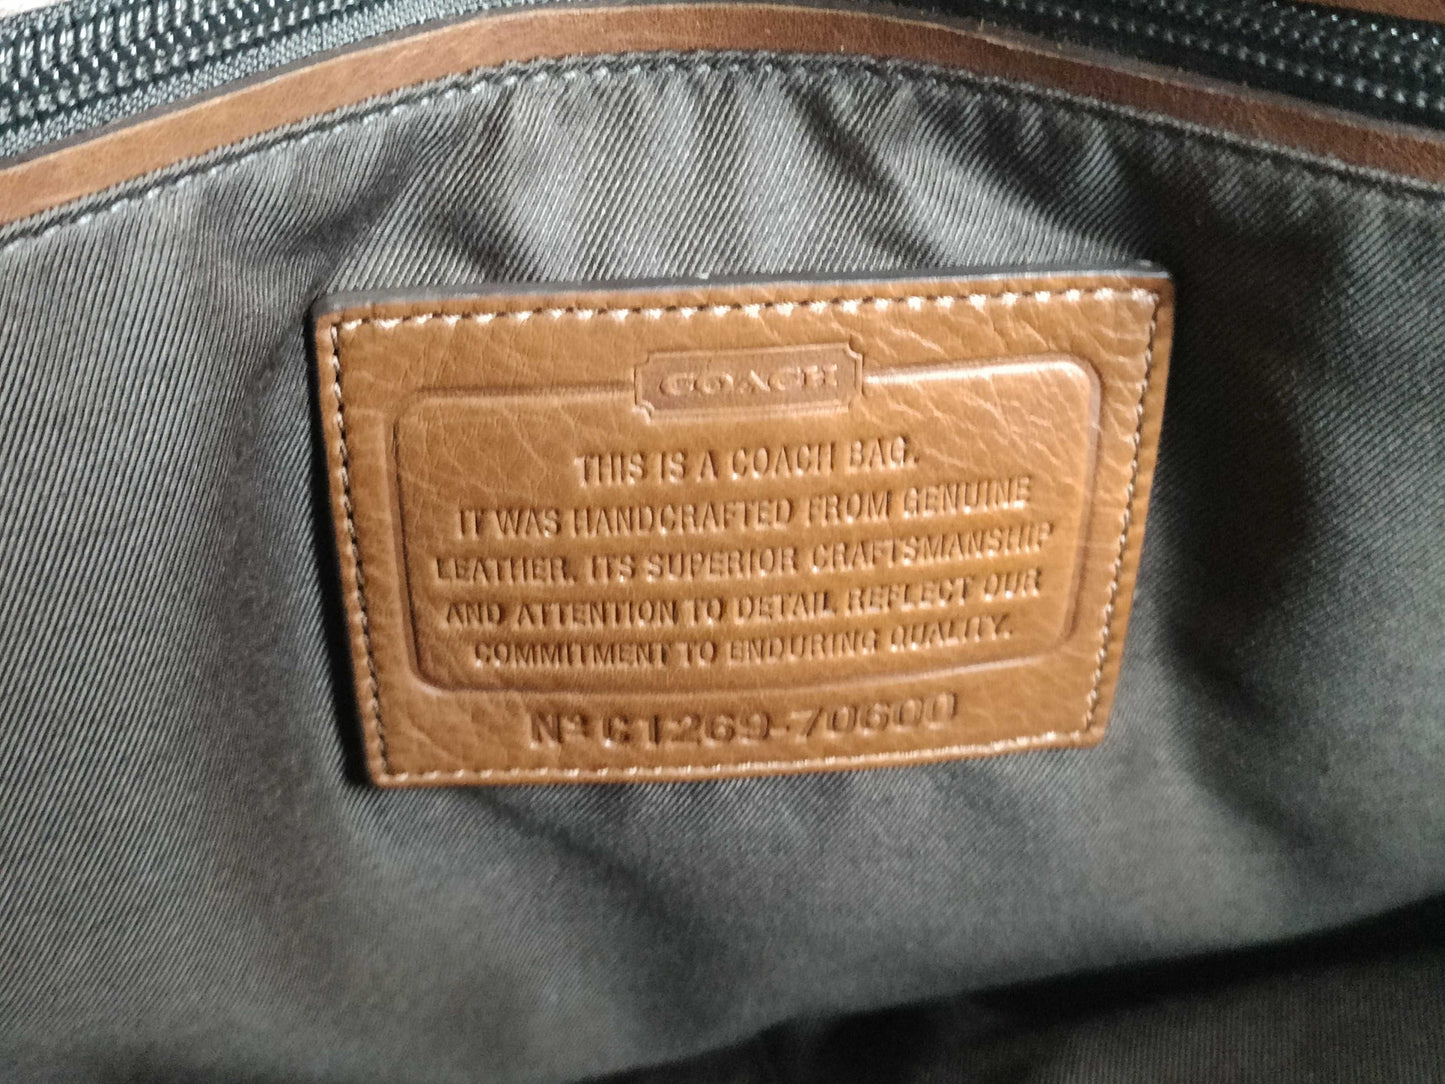 COACH
THIS IS A COACH BAG.
IT WAS HANDCRAFTED FROM GENUINE
LEATHER. ITS SUPERIOR CRAFTSMANSHIP
AND ATTENTION TO DETAIL REFLECT OUR
COMMITMENT TO ENDURING QUALITY.
Nº C1269-70600